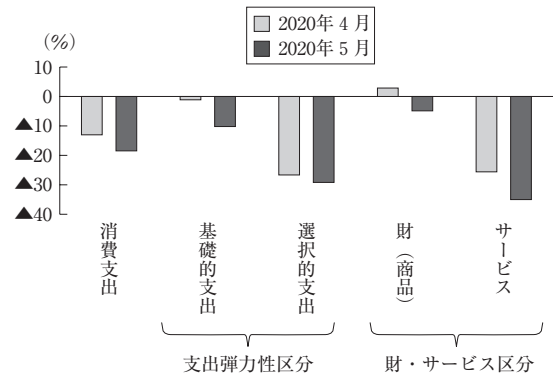 2020年4月
2020年5月
(%)
10
0
▲10
▲20
▲30
▲40
消費支出
基礎的支出
選択的支出
財（商品）
サービス
支出弾力性区分
財・サービス区分